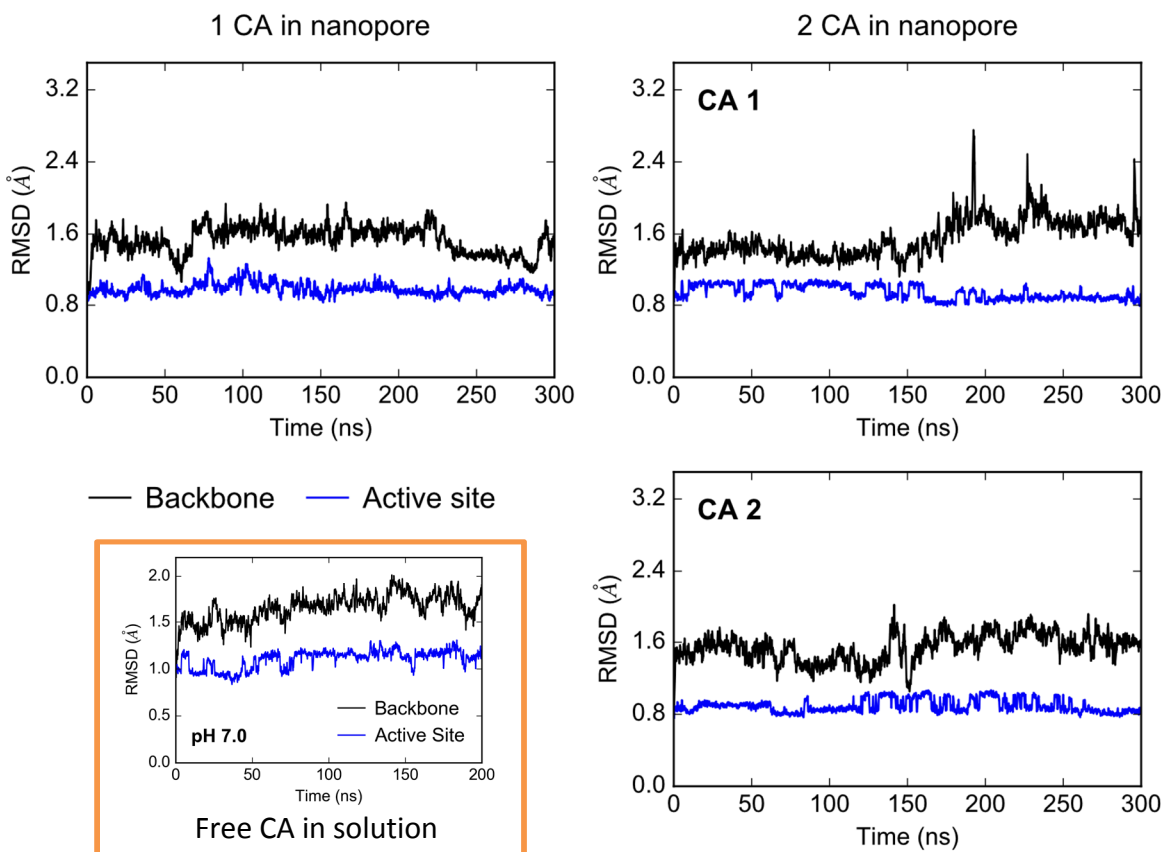 1 CA in nanopore
2 CA in nanopore
3.2
2.4
1.6
0.8
0.0
RMSD (Å)
0 50 100 150 200 250 300
Time (ns)
CA 1
3.2
2.4
1.6
0.8
0.0
RMSD (Å)
0 50 100 150 200 250 300
Time (ns)
Backbone Active site
2.0
1.5
1.0
0.5
0.0
RMSD (Å)
Backbone
Active Site
pH 7.0
0 50 100 150 200
Time (ns)
Free CA in solution
CA 2
3.2
2.4
1.6
0.8
0.0
RMSD (Å)
0 50 100 150 200 250 300
Time (ns)